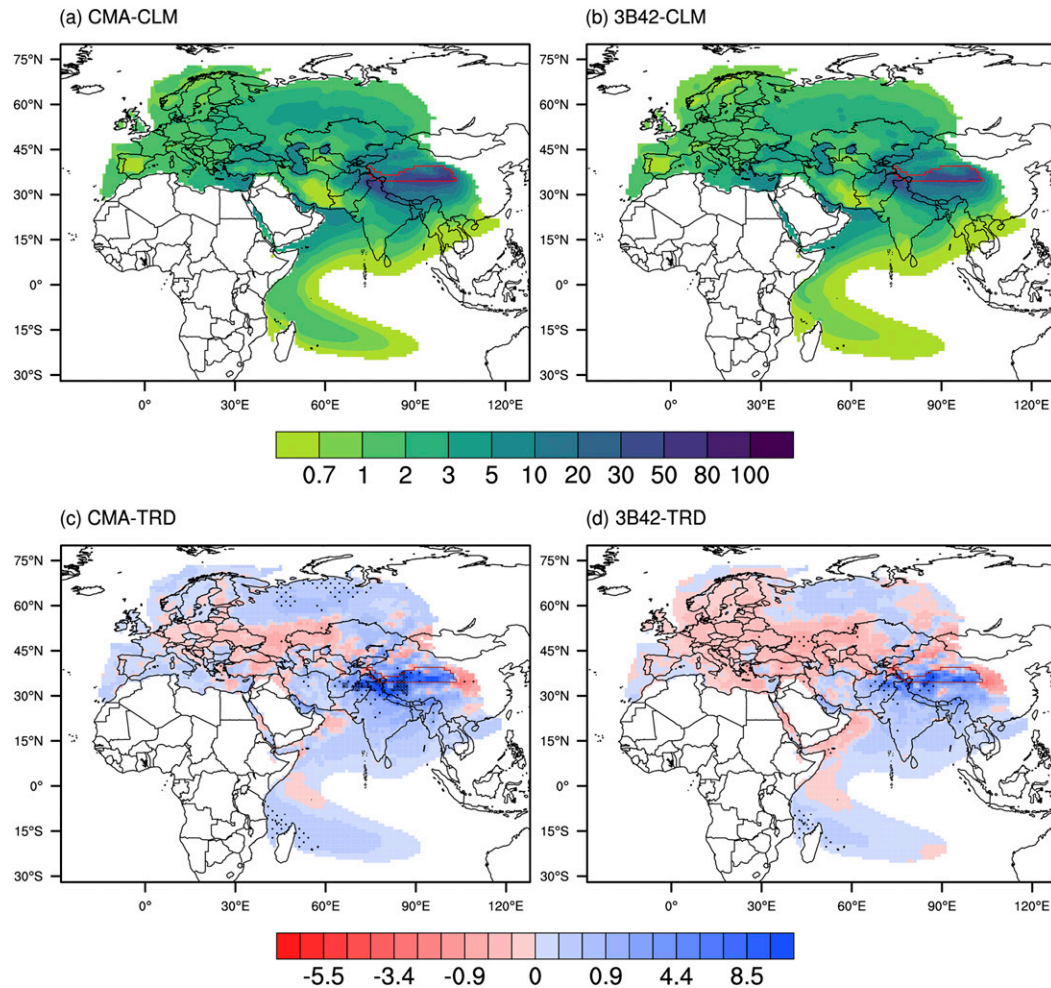 (a) CMA-CLM
(b) 3B42-CLM
75°N
60°N
45°N
30°N
15°N
0°
15°S
30°S
0°
30°E
60°E
90°E
120°E
75°N
60°N
45°N
30°N
15°N
0°
15°S
30°S
0°
30°E
60°E
90°E
120°E
0.7 1 2 3 5 10 20 30 50 80 100
(c) CMA-TRD
(d) 3B42-TRD
75°N
60°N
45°N
30°N
15°N
0°
15°S
30°S
0°
30°E
60°E
90°E
120°E
75°N
60°N
45°N
30°N
15°N
0°
15°S
30°S
0°
30°E
60°E
90°E
120°E
-5.5 -3.4 -0.9 0 0.9 4.4 8.5